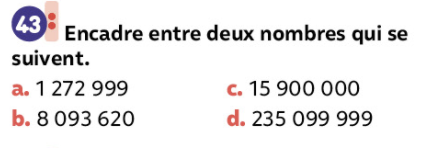 43 Encadre entre deux nombres qui se
suivent.
a. 1 272 999 c. 15 900 000
b. 8 093 620 d. 235 099 999